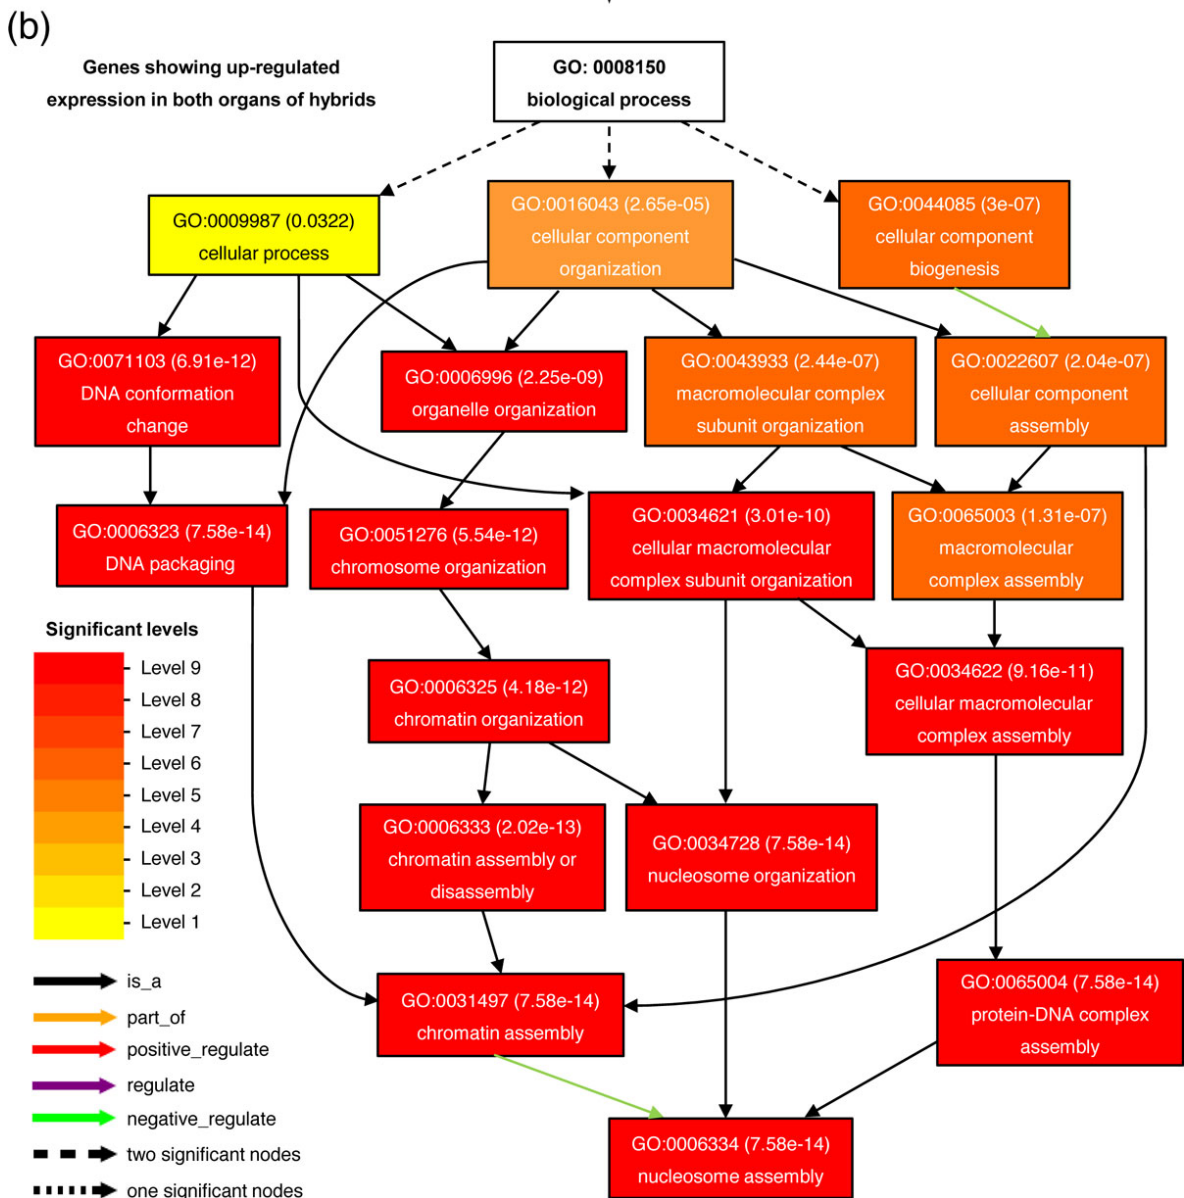 (b)
Genes showing up-regulated
expression in both organs of hybrids
GO: 0008150
biological process
GO:0009987 (0.0322)
cellular process
GO:0016043 (2.65e-05)
cellular component
organization
GO:0044085 (3e-07)
cellular component
biogenesis
GO:0071103 (6.91e-12)
DNA conformation
change
GO:0006996 (2.25e-09)
organelle organization
GO:0043933 (2.44e-07)
macromolecular complex
subunit organization
GO:0022607 (2.04e-07)
cellular component
assembly
GO:0006323 (7.58e-14)
DNA packaging
GO:0051276 (5.54e-12)
chromosome organization
GO:0034621 (3.01e-10)
cellular macromolecular
complex subunit organization
GO:0065003 (1.31e-07)
macromolecular
complex assembly
GO:0006325 (4.18e-12)
chromatin organization
GO:0034622 (9.16e-11)
cellular macromolecular
complex assembly
GO:0006333 (2.02e-13)
chromatin assembly or
disassembly
GO:0034728 (7.58e-14)
nucleosome organization
GO:0031497 (7.58e-14)
chromatin assembly
GO:0065004 (7.58e-14)
protein-DNA complex
assembly
GO:0006334 (7.58e-14)
nucleosome assembly
Significant levels
Level 9
Level 8
Level 7
Level 6
Level 5
Level 4
Level 3
Level 2
Level 1
is_a
part_of
positive_regulate
regulate
negative_regulate
two significant nodes
one significant nodes